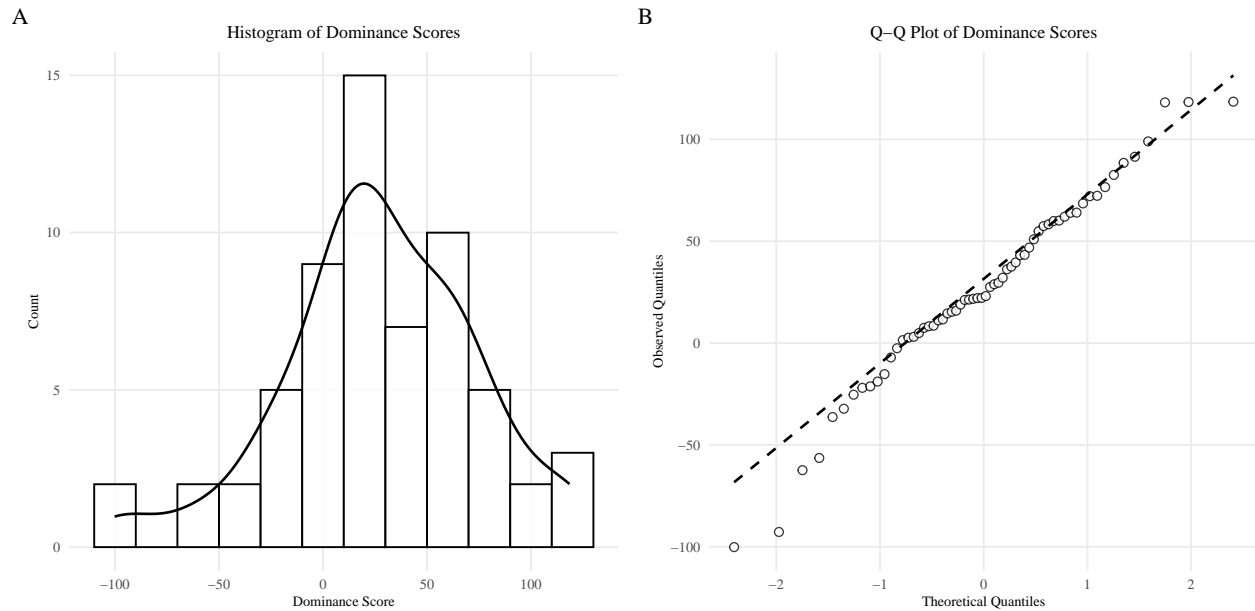 A
Histogram of Dominance Scores
15
10
5
0
Count
−100
−50
0
50
100
Dominance Score
B
Q−Q Plot of Dominance Scores
100
50
0
−50
−100
Observed Quantiles
−2
−1
0
1
2
Theoretical Quantiles